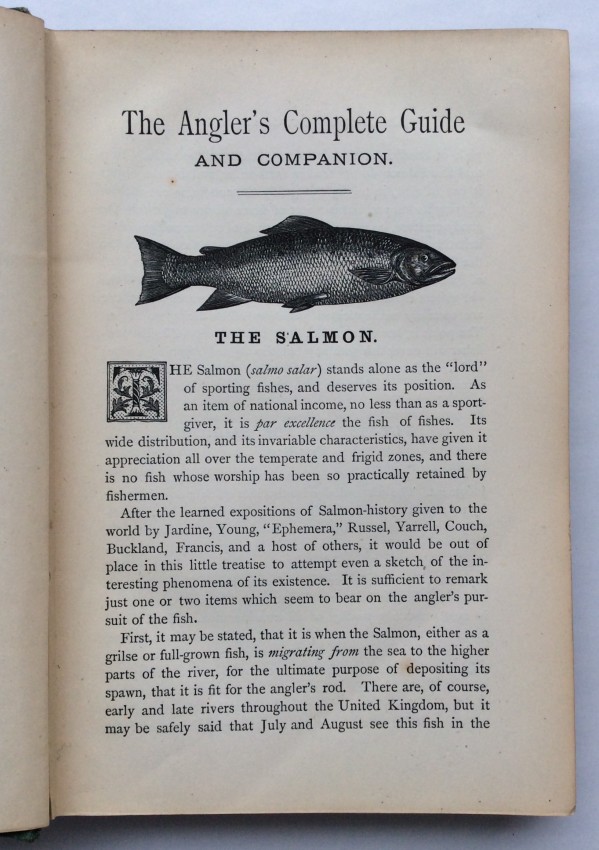 The Angler's Complete Guide
AND COMPANION.
THE SALMON.
THE Salmon (salmo salar) stands alone as the "lord"
of sporting fishes, and deserves its position. As
an item of national income, no less than as a sport-
giver, it is par excellence the fish of fishes. Its
wide distribution, and its invariable characteristics, have given it
appreciation all over the temperate and frigid zones, and there
is no fish whose worship has been so practically retained by
fishermen.
After the learned expositions of Salmon-history given to the
world by Jardine, Young, "Ephemera," Russel, Yarrell, Couch,
Buckland, Francis, and a host of others, it would be out of
place in this little treatise to attempt even a sketch of the in-
teresting phenomena of its existence. It is sufficient to remark
just one or two items which seem to bear on the angler's pur-
suit of the fish.
First, it may be stated, that it is when the Salmon, either as a
grilse or full-grown fish, is migrating from the sea to the higher
parts of the river, for the ultimate purpose of depositing its
spawn, that it is fit for the angler's rod. There are, of course,
early and late rivers throughout the United Kingdom, but it
may be safely said that July and August see this fish in the